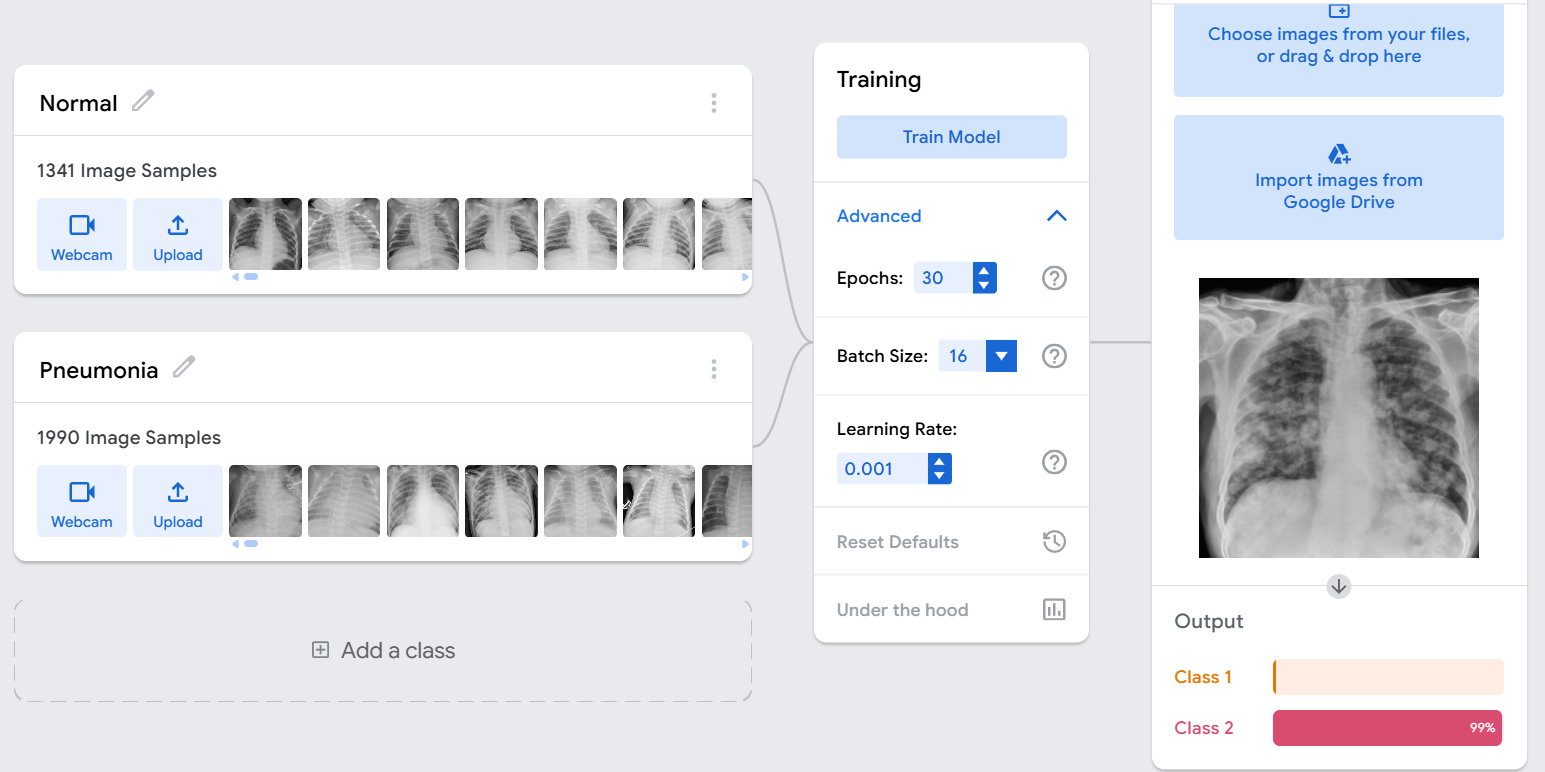 Normal
1341 Image Samples
Webcam
Upload
Pneumonia
1990 Image Samples
Webcam
Upload
Add a class
Training
Train Model
Advanced
Epochs: 30
Batch Size: 16
Learning Rate:
0.001
Reset Defaults
Under the hood
Choose images from your files,
or drag & drop here
Import images from
Google Drive
Output
Class 1
Class 2 99%